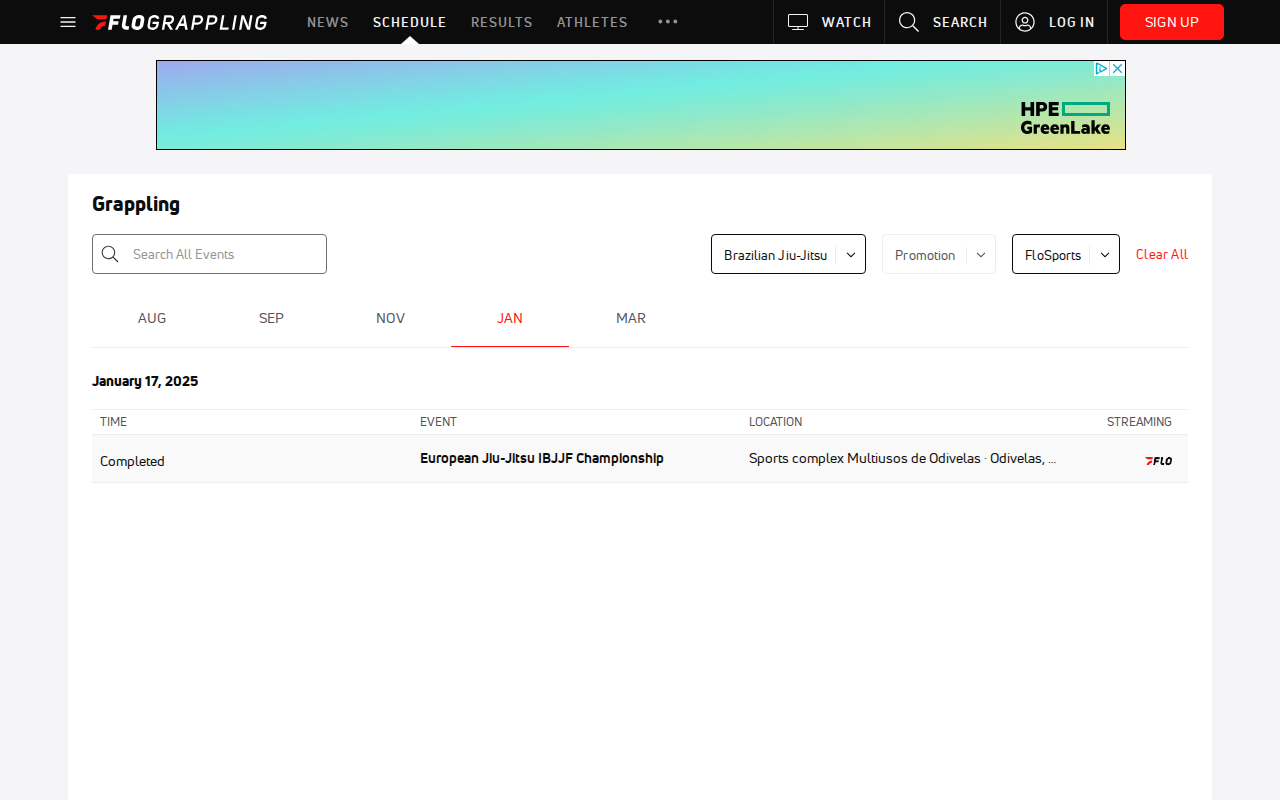 FLOGRAPPLING NEWS SCHEDULE RESULTS ATHLETES WATCH SEARCH LOG IN SIGN UP
HPE
GreenLake
Grappling
Search All Events Brazilian Jiu-Jitsu Promotion FloSports Clear All
AUG SEP NOV JAN MAR
January 17, 2025
TIME EVENT LOCATION STREAMING
Completed European Jiu-Jitsu IBJJF Championship Sports complex Multiusos de Odivelas · Odivelas, ... FLO